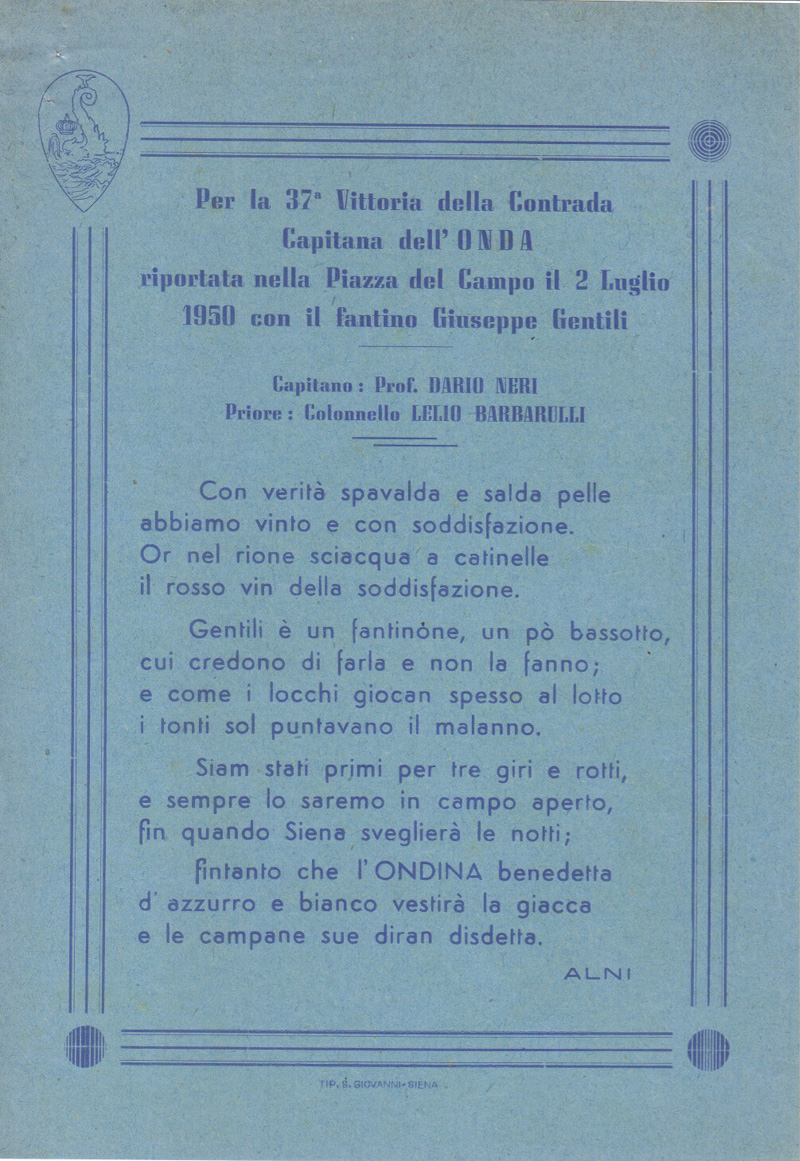 Per la 37ª Vittoria della Contrada
Capitana dell' ONDA
riportata nella Piazza del Campo il 2 Luglio
1950 con il fantino Giuseppe Gentili
Capitano : Prof. DARIO NERI
Priore : Colonnello LELIO BARBARULLI
Con verità spavalda e salda pelle
abbiamo vinto e con soddisfazione.
Or nel rione sciacqua a catinelle
il rosso vin della soddisfazione.
Gentili è un fantinòne, un pò bassotto,
cui credono di farla e non la fanno;
e come i locchi giocan spesso al lotto
i tonti sol puntavano il malanno.
Siam stati primi per tre giri e rotti,
e sempre lo saremo in campo aperto,
fin quando Siena sveglierà le notti;
fintanto che l' ONDINA benedetta
d' azzurro e bianco vestirà la giacca
e le campane sue diran disdetta.
ALNI
TIP. S. GIOVANNI-SIENA